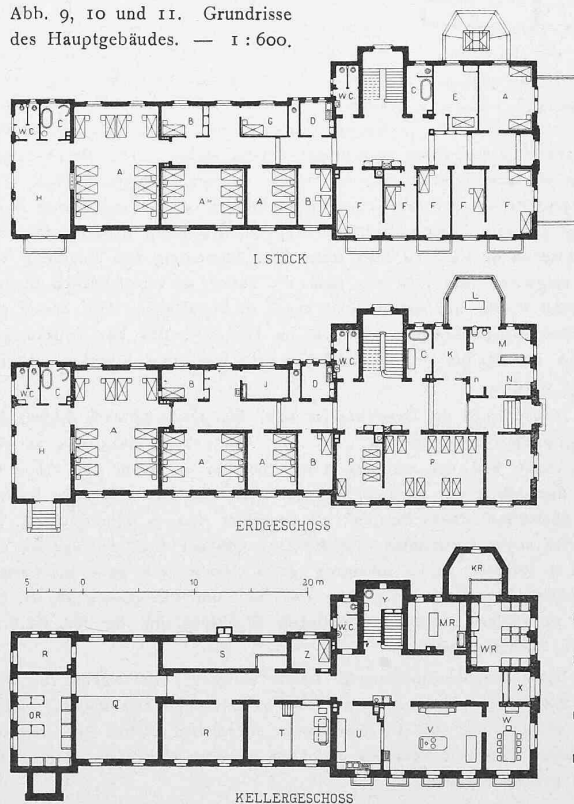 Abb. 9, 10 und 11. Grundrisse
des Hauptgebäudes. — 1 : 600.
W.C. C A B G D W.C. C E A
H A A A B F F F F F
I. STOCK
L
W.C. C A B J D W.C. C K M
n N
H A A A B P P O
ERDGESCHOSS
5 0 10 20 m
KR
R S Z W.C. Y MR WR
X
OR Q R T U V W
KELLERGESCHOSS